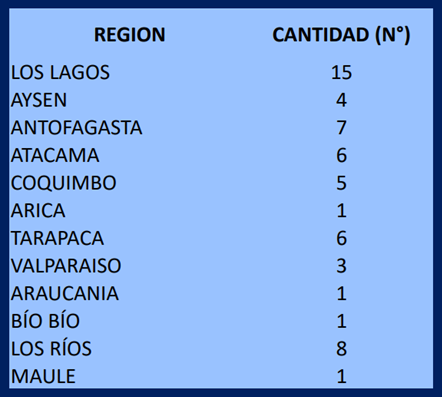 REGION CANTIDAD (N°)
LOS LAGOS 15
AYSEN 4
ANTOFAGASTA 7
ATACAMA 6
COQUIMBO 5
ARICA 1
TARAPACA 6
VALPARAISO 3
ARAUCANIA 1
BÍO BÍO 1
LOS RÍOS 8
MAULE 1